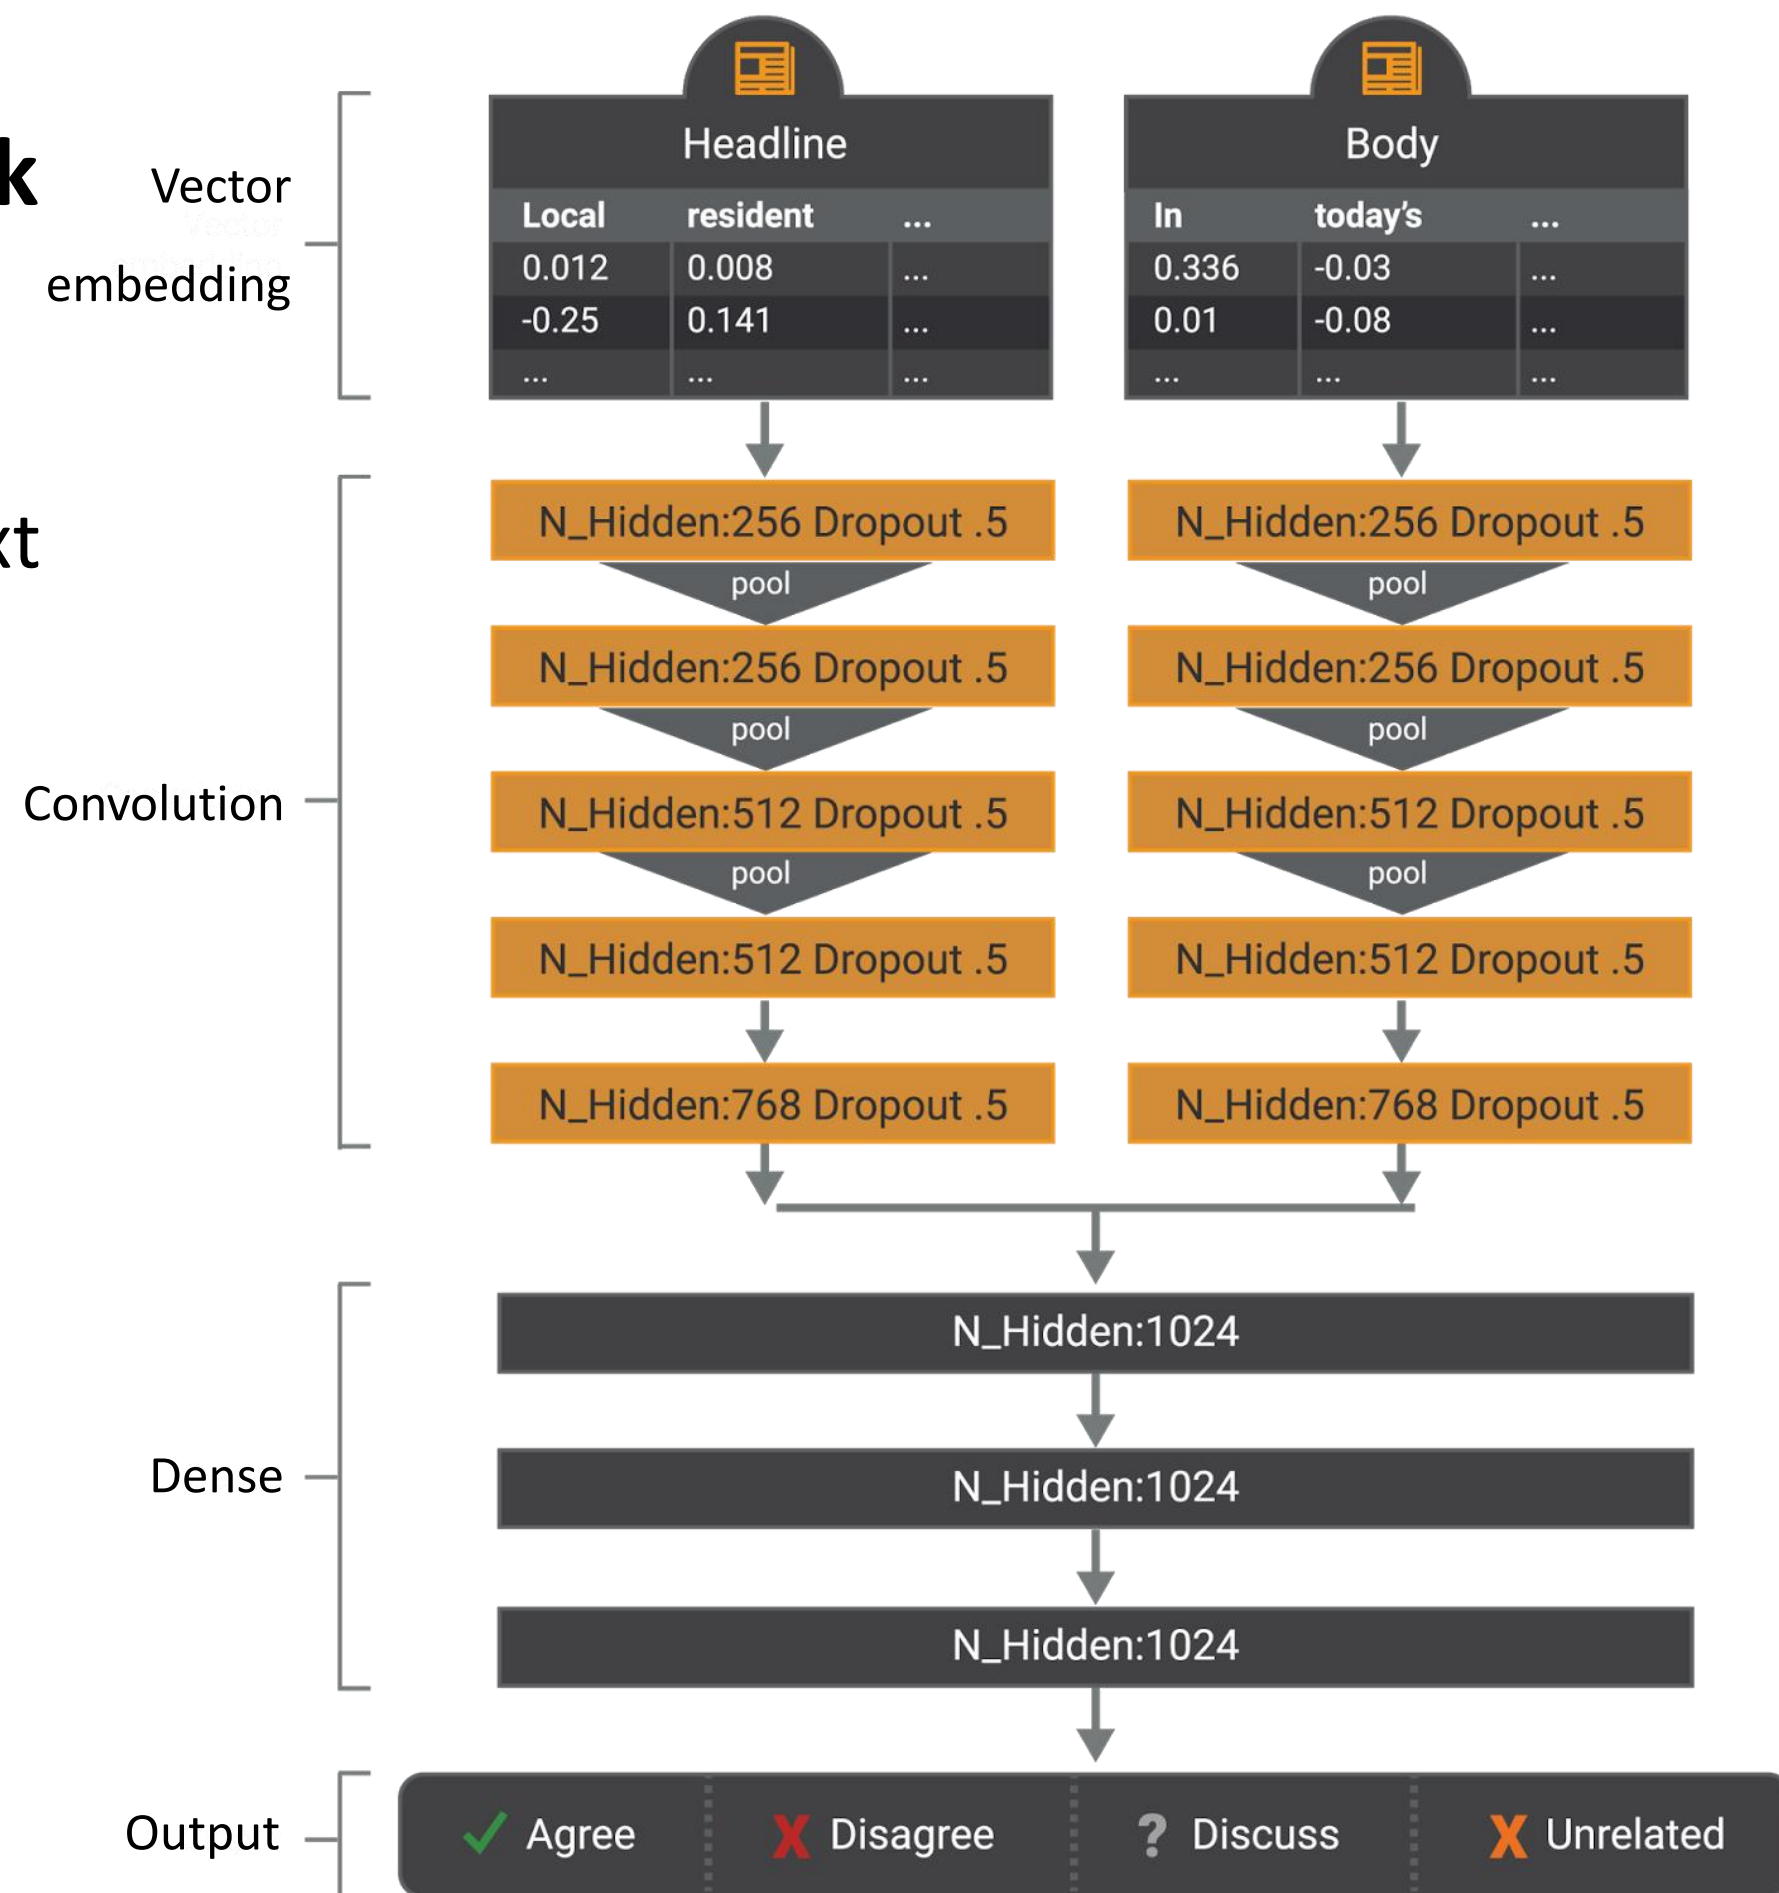 k
Vector
embedding
Headline
Local resident ...
0.012 0.008 ...
-0.25 0.141 ...
... ... ...
Body
In today's ...
0.336 -0.03 ...
0.01 -0.08 ...
... ... ...
xt
Convolution
N_Hidden:256 Dropout .5
pool
N_Hidden:256 Dropout .5
pool
N_Hidden:512 Dropout .5
pool
N_Hidden:512 Dropout .5
N_Hidden:768 Dropout .5
N_Hidden:256 Dropout .5
pool
N_Hidden:256 Dropout .5
pool
N_Hidden:512 Dropout .5
pool
N_Hidden:512 Dropout .5
N_Hidden:768 Dropout .5
Dense
N_Hidden:1024
N_Hidden:1024
N_Hidden:1024
Output
Agree
Disagree
? Discuss
Unrelated